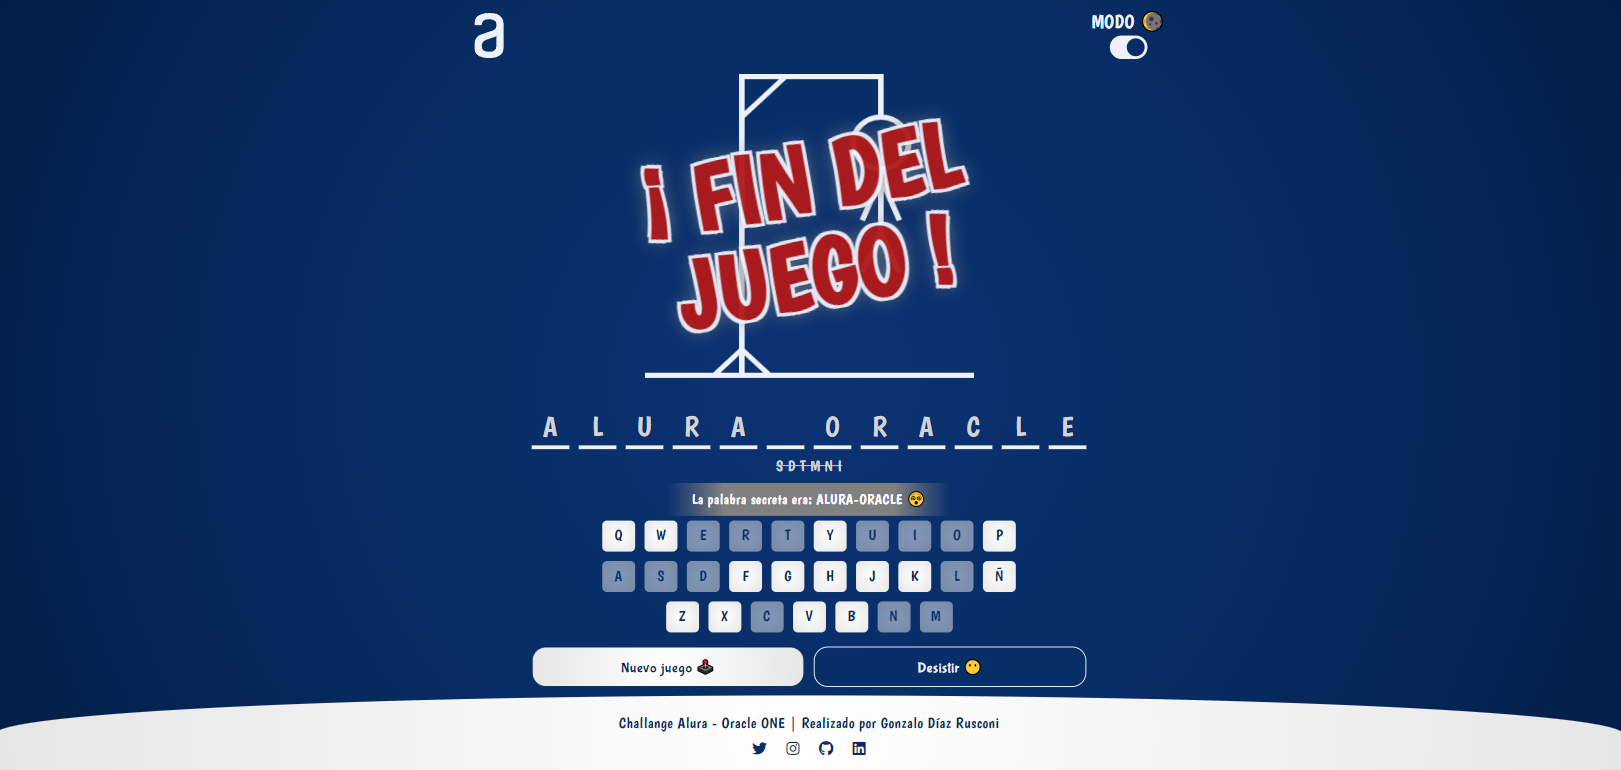 a
MODO
¡ FIN DEL
JUEGO !
A L U R A _ O R A C L E
S D T M N I
La palabra secreta era: ALURA-ORACLE
Q W E R T Y U I O P
A S D F G H J K L Ñ
Z X C V B N M
Nuevo juego
Desistir
Challange Alura - Oracle ONE | Realizado por Gonzalo Díaz Rusconi